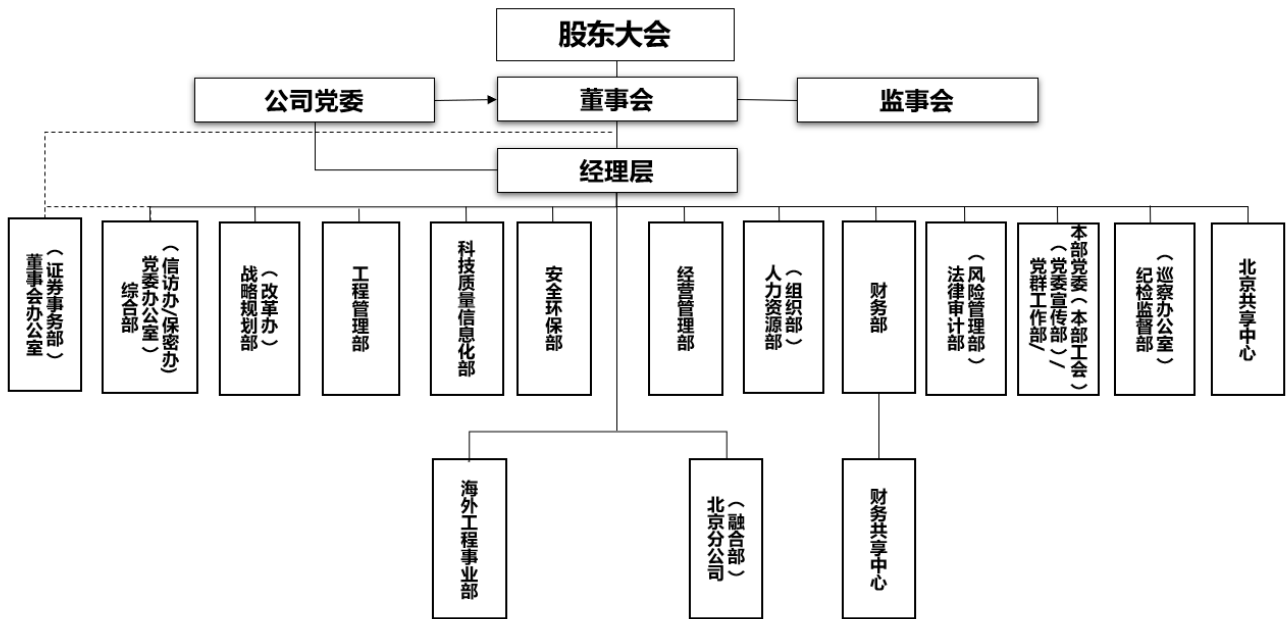 股东大会
公司党委
董事会
监事会
经理层
董事会办公室
（证券事务部）
综合部
（党委办公室）
（信访办/保密办）
战略规划部
（改革办）
工程管理部
科技质量信息化部
安全环保部
经营管理部
人力资源部
（组织部）
财务部
法律审计部
（风险管理部）
党群工作部/
（党委宣传部）/
本部党委（本部工会）
纪检监督部
（巡察办公室）
北京共享中心
海外工程事业部
北京分公司
（融合部）
财务共享中心